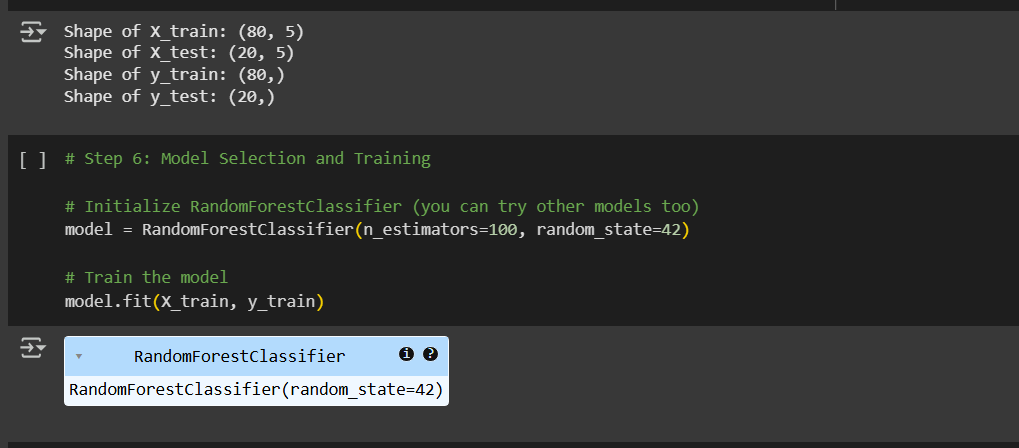 Shape of X_train: (80, 5)
Shape of X_test: (20, 5)
Shape of y_train: (80,)
Shape of y_test: (20,)
[ ] # Step 6: Model Selection and Training
# Initialize RandomForestClassifier (you can try other models too)
model = RandomForestClassifier(n_estimators=100, random_state=42)
# Train the model
model.fit(X_train, y_train)
RandomForestClassifier
RandomForestClassifier(random_state=42)